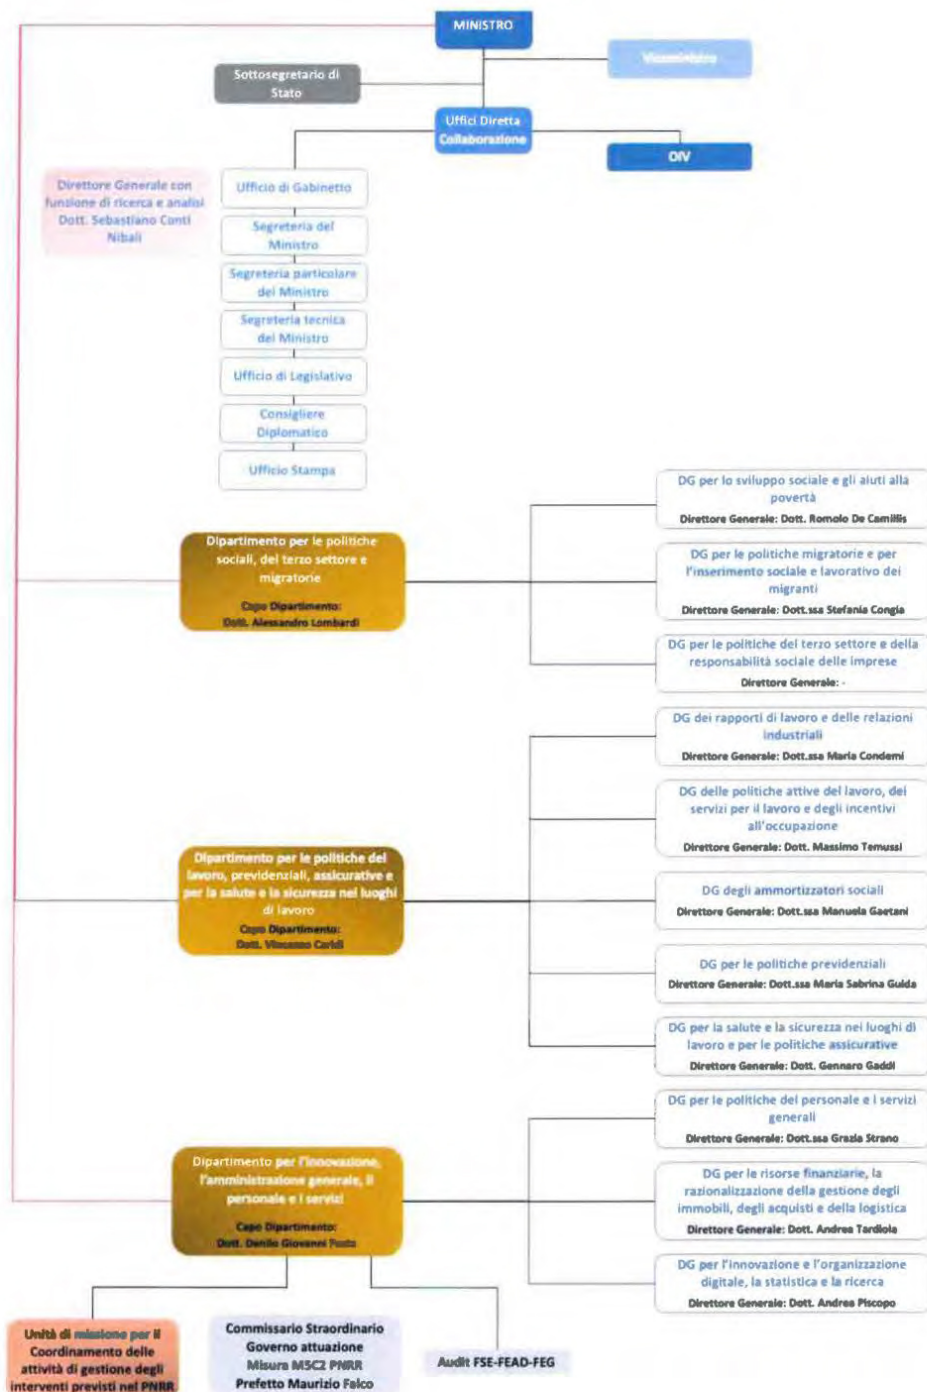 MINISTRO
Viceministro
Sottosegretario di
Stato
Uffici Diretta
Collaborazione
OIV
Direttore Generale con
funzione di ricerca e analisi
Dott. Sebastiano Conti
Nibali
Ufficio di Gabinetto
Segreteria del
Ministro
Segreteria particolare
del Ministro
Segreteria tecnica
del Ministro
Ufficio di Legislativo
Consigliere
Diplomatico
Ufficio Stampa
Dipartimento per le politiche
sociali, del terzo settore e
migratorie
Capo Dipartimento:
Dott. Alessandro Lombardi
DG per lo sviluppo sociale e gli aiuti alla
povertà
Direttore Generale: Dott. Romolo De Camillis
DG per le politiche migratorie e per
l'inserimento sociale e lavorativo dei
migranti
Direttore Generale: Dott.ssa Stefania Congia
DG per le politiche del terzo settore e della
responsabilità sociale delle imprese
Direttore Generale: -
Dipartimento per le politiche del
lavoro, previdenziali, assicurative e
per la salute e la sicurezza nei luoghi
di lavoro
Capo Dipartimento:
Dott. Vincenzo Caridi
DG dei rapporti di lavoro e delle relazioni
industriali
Direttore Generale: Dott.ssa Maria Condemi
DG delle politiche attive del lavoro, dei
servizi per il lavoro e degli incentivi
all'occupazione
Direttore Generale: Dott. Massimo Temussi
DG degli ammortizzatori sociali
Direttore Generale: Dott.ssa Manuela Gaetani
DG per le politiche previdenziali
Direttore Generale: Dott.ssa Maria Sabrina Guida
DG per la salute e la sicurezza nei luoghi di
lavoro e per le politiche assicurative
Direttore Generale: Dott. Gennaro Gaddi
Dipartimento per l'innovazione,
l'amministrazione generale, il
personale e i servizi
Capo Dipartimento:
Dott. Danilo Giovanni Festa
DG per le politiche del personale e i servizi
generali
Direttore Generale: Dott.ssa Grazia Strano
DG per le risorse finanziarie, la
razionalizzazione della gestione degli
immobili, degli acquisti e della logistica
Direttore Generale: Dott. Andrea Tardiola
DG per l'innovazione e l'organizzazione
digitale, la statistica e la ricerca
Direttore Generale: Dott. Andrea Piscopo
Unità di missione per il
Coordinamento delle
attività di gestione degli
interventi previsti nel PNRR
Commissario Straordinario
Governo attuazione
Misura M5C2 PNRR
Prefetto Maurizio Falco
Audit FSE-FEAD-FEG